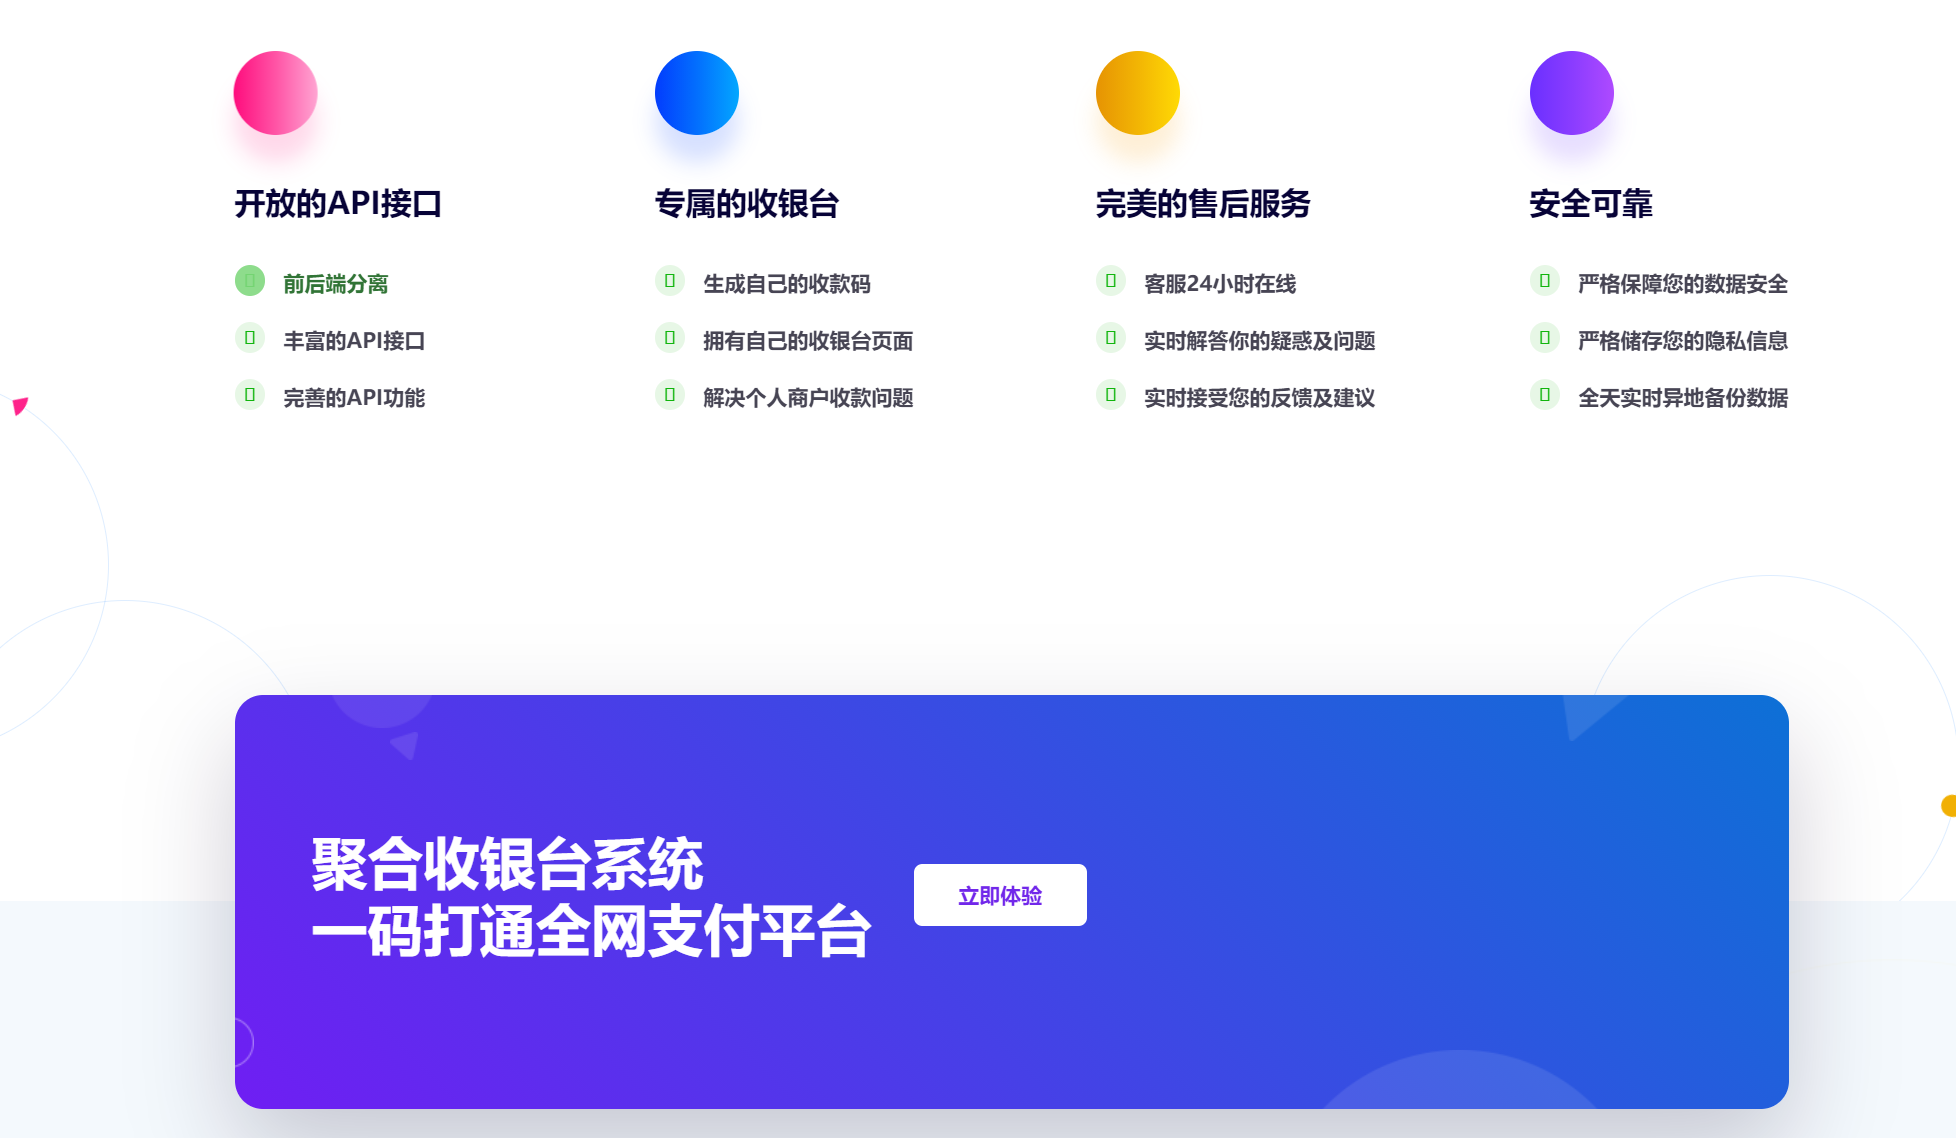 开放的API接口
前后端分离
丰富的API接口
完善的API功能
专属的收银台
生成自己的收款码
拥有自己的收银台页面
解决个人商户收款问题
完美的售后服务
客服24小时在线
实时解答你的疑惑及问题
实时接受您的反馈及建议
安全可靠
严格保障您的数据安全
严格储存您的隐私信息
全天实时异地备份数据
聚合收银台系统
一码打通全网支付平台
立即体验